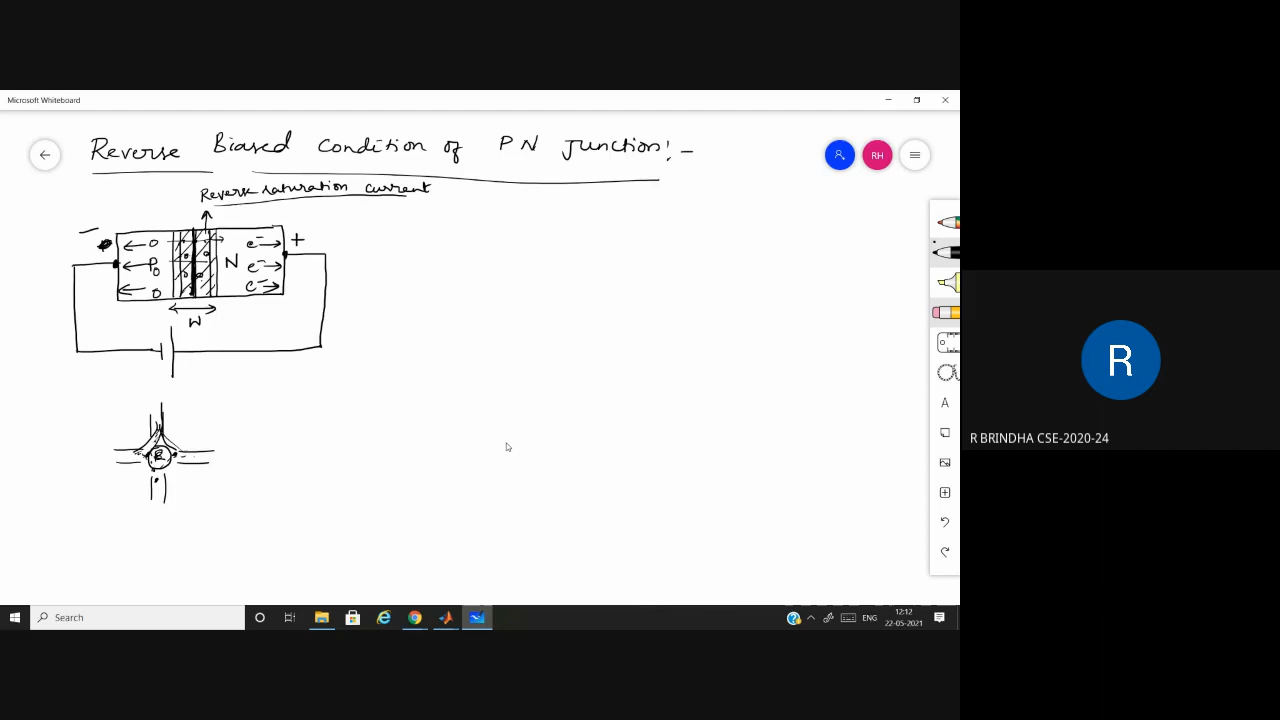 Microsoft Whiteboard
Reverse Biased Condition of PN Junction:-
RH
Reverse saturation current
- +
o e-
P N
o e-
o e-
W
R
A
R
R BRINDHA CSE-2020-24
Search
ENG
12:12
22-05-2021